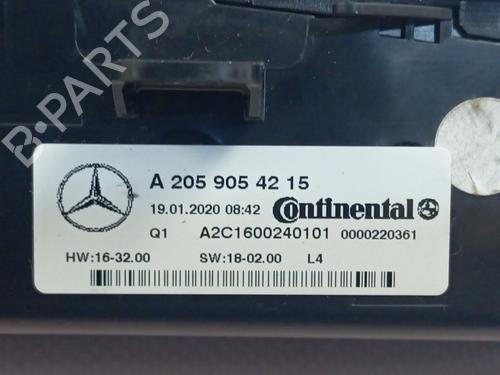 B-PARTS
A 205 905 42 15
19.01.2020 08:42 Continental
Q1 A2C1600240101 0000220361
HW:16-32.00 SW:18-02.00 L4